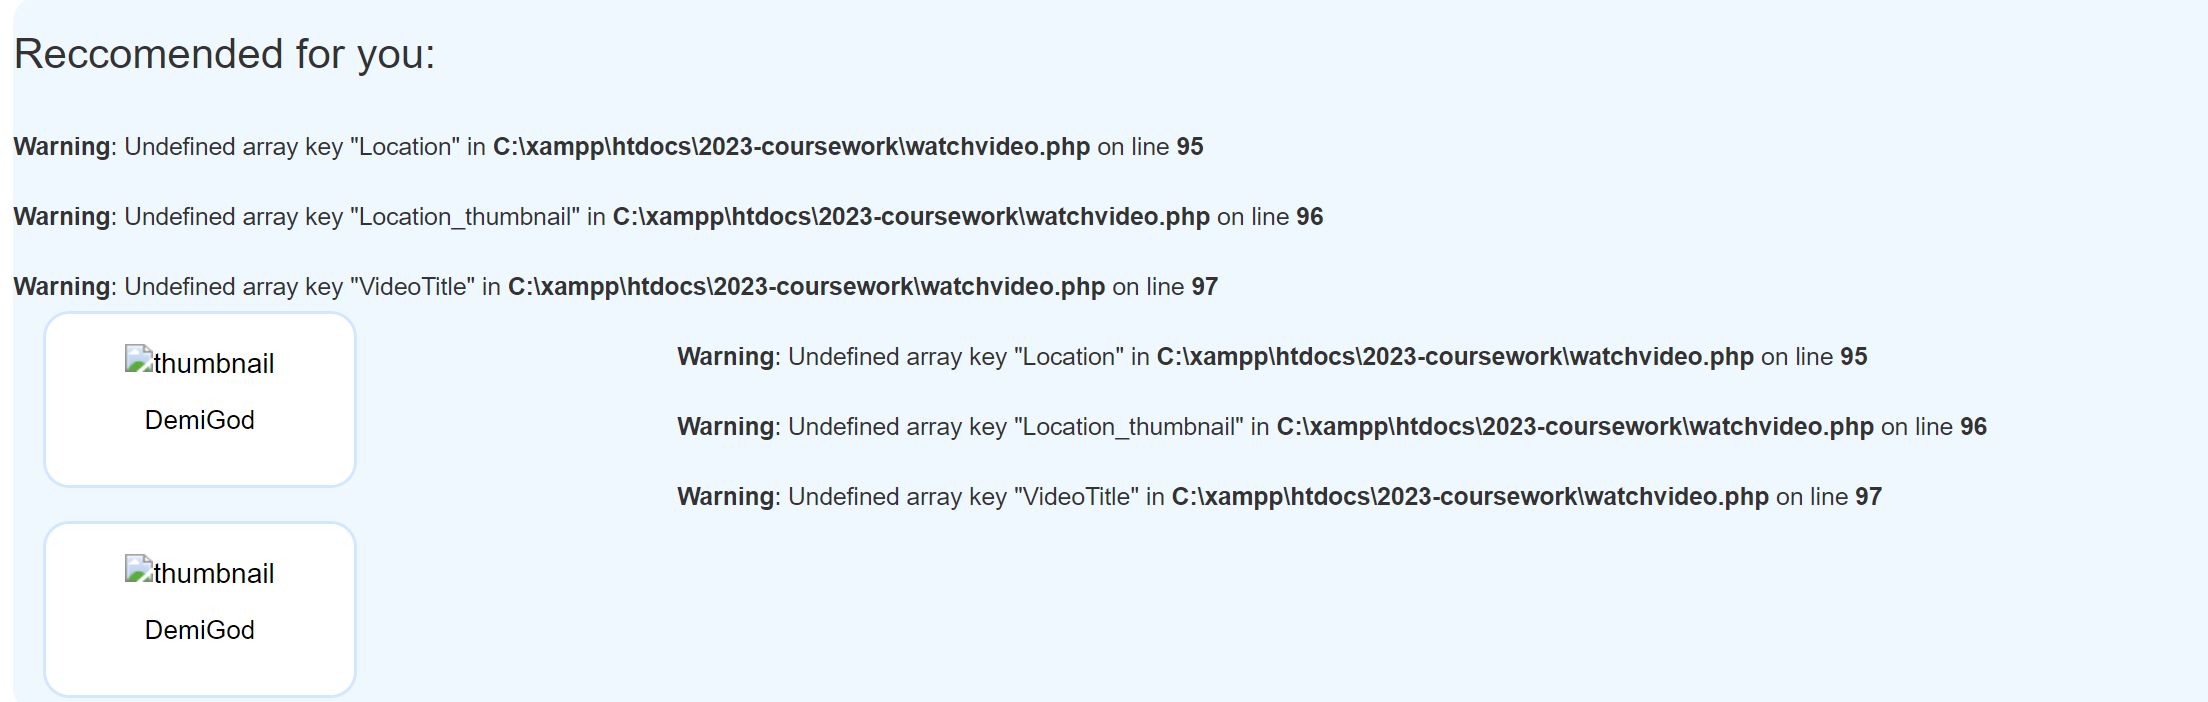 Reccomended for you:
Warning: Undefined array key "Location" in C:\xampp\htdocs\2023-coursework\watchvideo.php on line 95
Warning: Undefined array key "Location_thumbnail" in C:\xampp\htdocs\2023-coursework\watchvideo.php on line 96
Warning: Undefined array key "VideoTitle" in C:\xampp\htdocs\2023-coursework\watchvideo.php on line 97
thumbnail
DemiGod
Warning: Undefined array key "Location" in C:\xampp\htdocs\2023-coursework\watchvideo.php on line 95
Warning: Undefined array key "Location_thumbnail" in C:\xampp\htdocs\2023-coursework\watchvideo.php on line 96
Warning: Undefined array key "VideoTitle" in C:\xampp\htdocs\2023-coursework\watchvideo.php on line 97
thumbnail
DemiGod